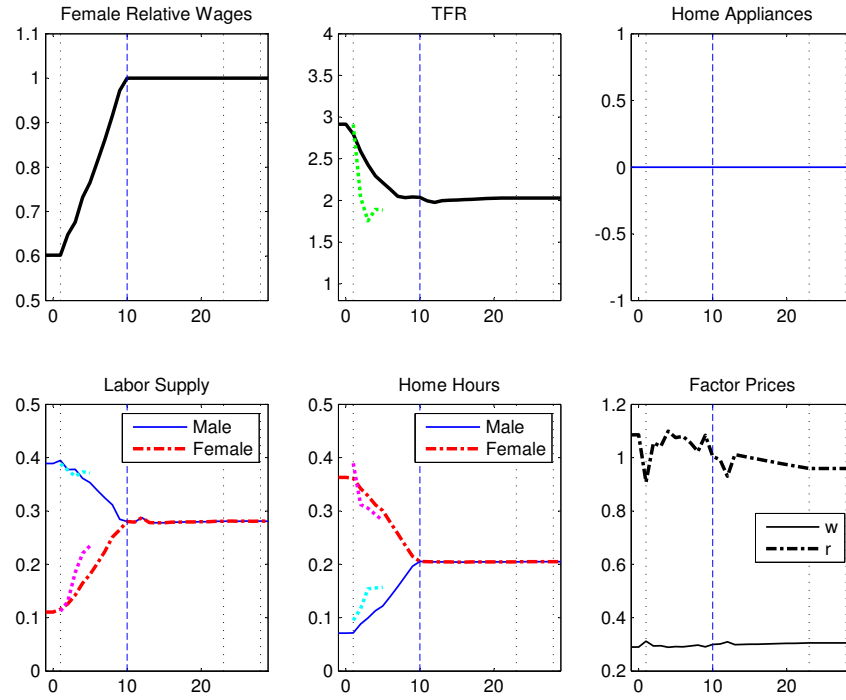 Female Relative Wages
1.1
1
0.9
0.8
0.7
0.6
0.5
0 10 20
TFR
4
3.5
3
2.5
2
1.5
1
0 10 20
Home Appliances
1
0.5
0
-0.5
-1
0 10 20
Labor Supply
0.5
0.4
0.3
0.2
0.1
0
0 10 20
Male
Female
Home Hours
0.5
0.4
0.3
0.2
0.1
0
0 10 20
Male
Female
Factor Prices
1.2
1
0.8
0.6
0.4
0.2
0 10 20
w
r